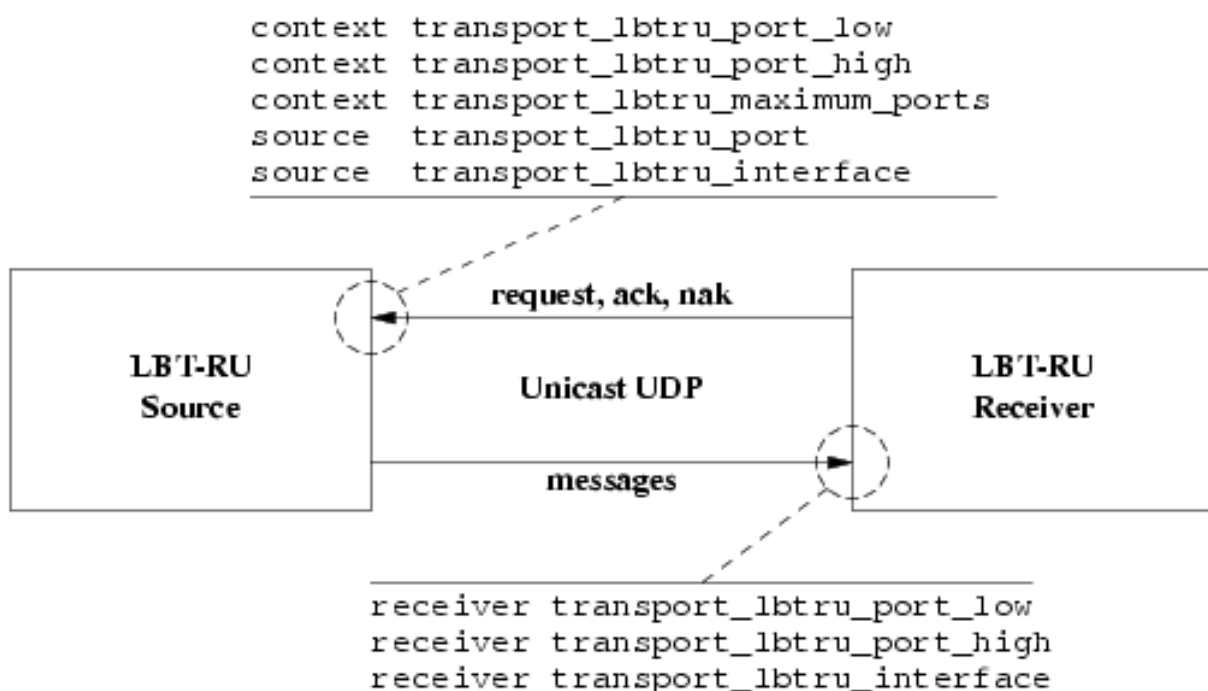 context transport_lbtru_port_low
context transport_lbtru_port_high
context transport_lbtru_maximum_ports
source  transport_lbtru_port
source  transport_lbtru_interface
request, ack, nak
LBT-RU
Source
Unicast UDP
LBT-RU
Receiver
messages
receiver transport_lbtru_port_low
receiver transport_lbtru_port_high
receiver transport_lbtru_interface